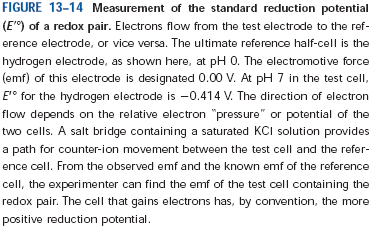 FIGURE 13–14 Measurement of the standard reduction potential
(E′°) of a redox pair. Electrons flow from the test electrode to the ref-
erence electrode, or vice versa. The ultimate reference half-cell is the
hydrogen electrode, as shown here, at pH 0. The electromotive force
(emf) of this electrode is designated 0.00 V. At pH 7 in the test cell,
E′° for the hydrogen electrode is −0.414 V. The direction of electron
flow depends on the relative electron “pressure” or potential of the
two cells. A salt bridge containing a saturated KCl solution provides
a path for counter-ion movement between the test cell and the refer-
ence cell. From the observed emf and the known emf of the reference
cell, the experimenter can find the emf of the test cell containing the
redox pair. The cell that gains electrons has, by convention, the more
positive reduction potential.